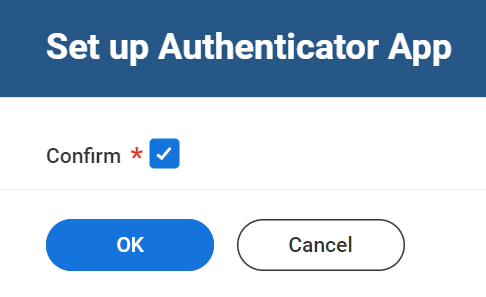 Set up Authenticator App
Confirm *
OK
Cancel